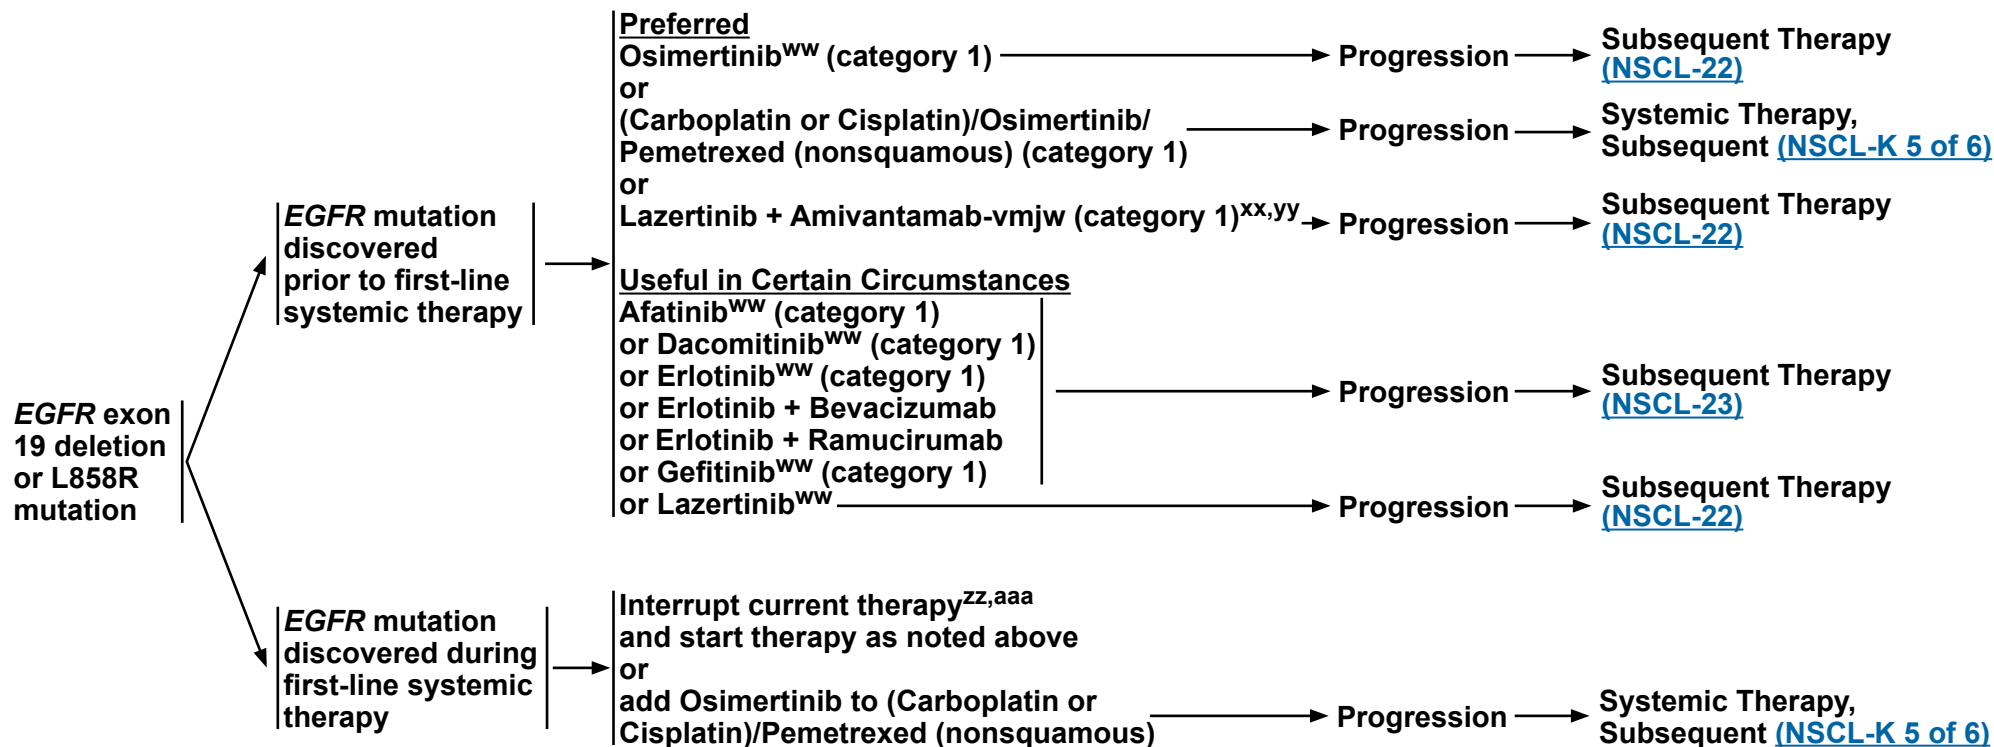 EGFR exon
19 deletion
or L858R
mutation
EGFR mutation
discovered
prior to first-line
systemic therapy
Preferred
Osimertinibww (category 1)
Progression
Subsequent Therapy
(NSCL-22)
or
(Carboplatin or Cisplatin)/Osimertinib/
Pemetrexed (nonsquamous) (category 1)
Progression
Systemic Therapy,
Subsequent (NSCL-K 5 of 6)
or
Lazertinib + Amivantamab-vmjw (category 1)xx,yy
Progression
Subsequent Therapy
(NSCL-22)
Useful in Certain Circumstances
Afatinibww (category 1)
or Dacomitinibww (category 1)
or Erlotinibww (category 1)
or Erlotinib + Bevacizumab
or Erlotinib + Ramucirumab
or Gefitinibww (category 1)
Progression
Subsequent Therapy
(NSCL-23)
or Lazertinibww
Progression
Subsequent Therapy
(NSCL-22)
EGFR mutation
discovered during
first-line systemic
therapy
Interrupt current therapyzz,aaa
and start therapy as noted above
or
add Osimertinib to (Carboplatin or
Cisplatin)/Pemetrexed (nonsquamous)
Progression
Systemic Therapy,
Subsequent (NSCL-K 5 of 6)